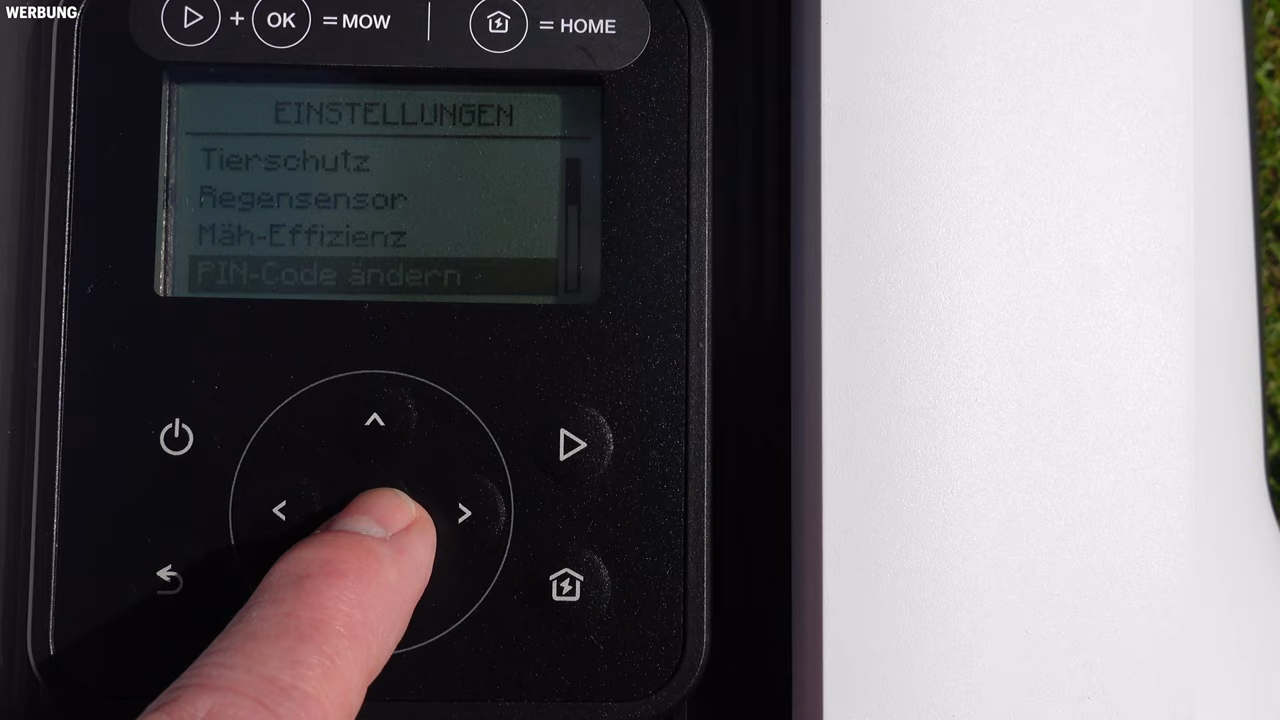 WERBUNG
+ OK = MOW | = HOME
EINSTELLUNGEN
Tierschutz
Regensensor
Mäh-Effizienz
PIN-Code ändern